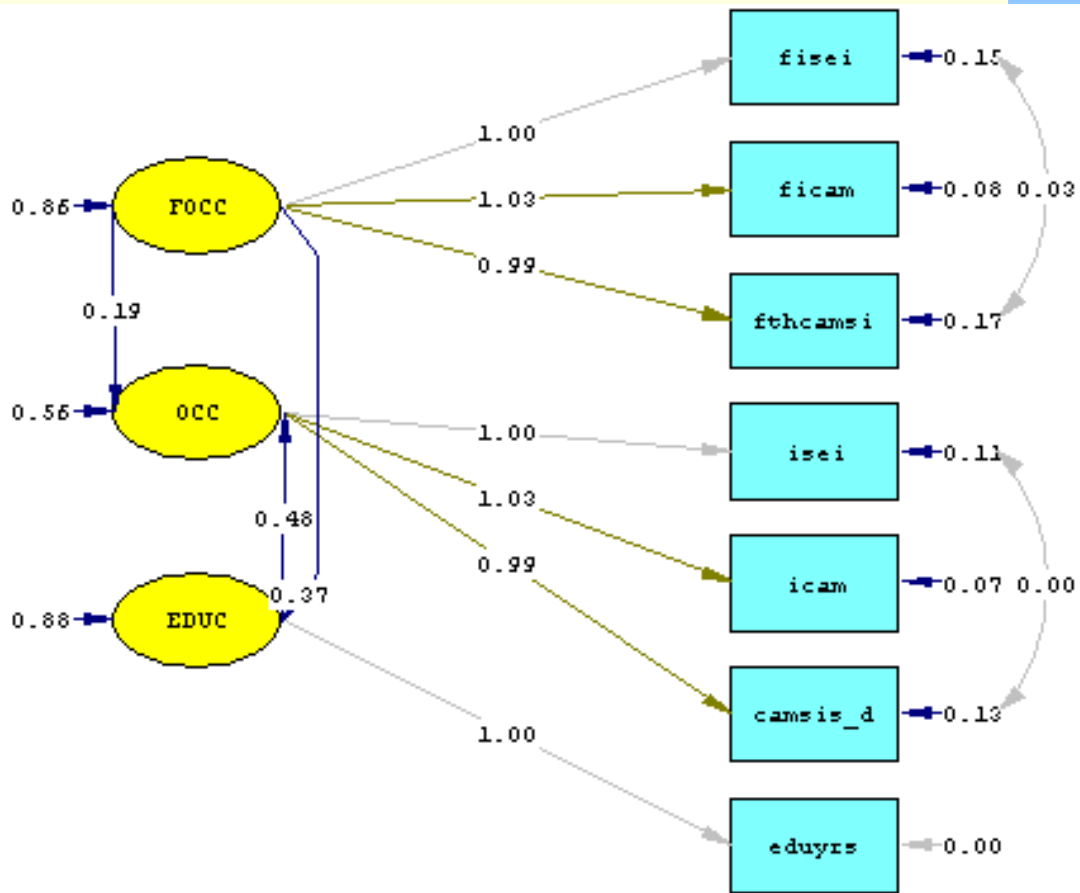 fisei
0.15
1.00
ficam
0.86
FOCC
1.03
0.08 0.03
0.99
0.19
fthcamsi
0.17
0.56
OCC
1.00
isei
0.11
1.03
0.48
0.99
icam
0.07 0.00
0.37
0.88
EDUC
camsis_d
0.13
1.00
eduyrs
0.00